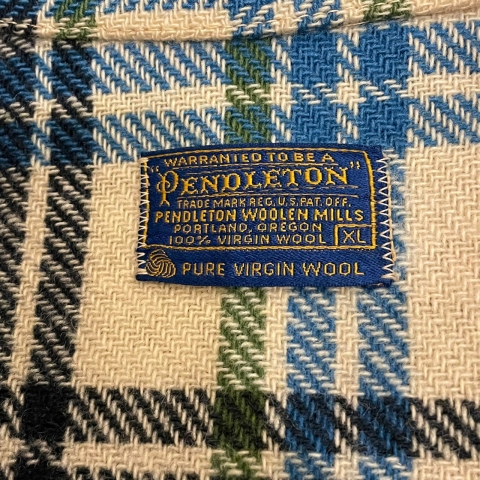 WARRANTED TO BE A
"PENDLETON"
TRADE MARK REG. U.S. PAT. OFF.
PENDLETON WOOLEN MILLS
PORTLAND, OREGON
100% VIRGIN WOOL XL
PURE VIRGIN WOOL